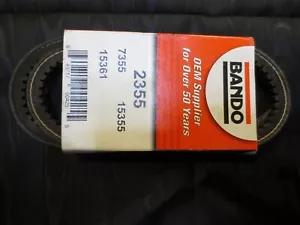 BANDO
OEM Supplier
for Over 50 Years
2355
7355 15355
15361